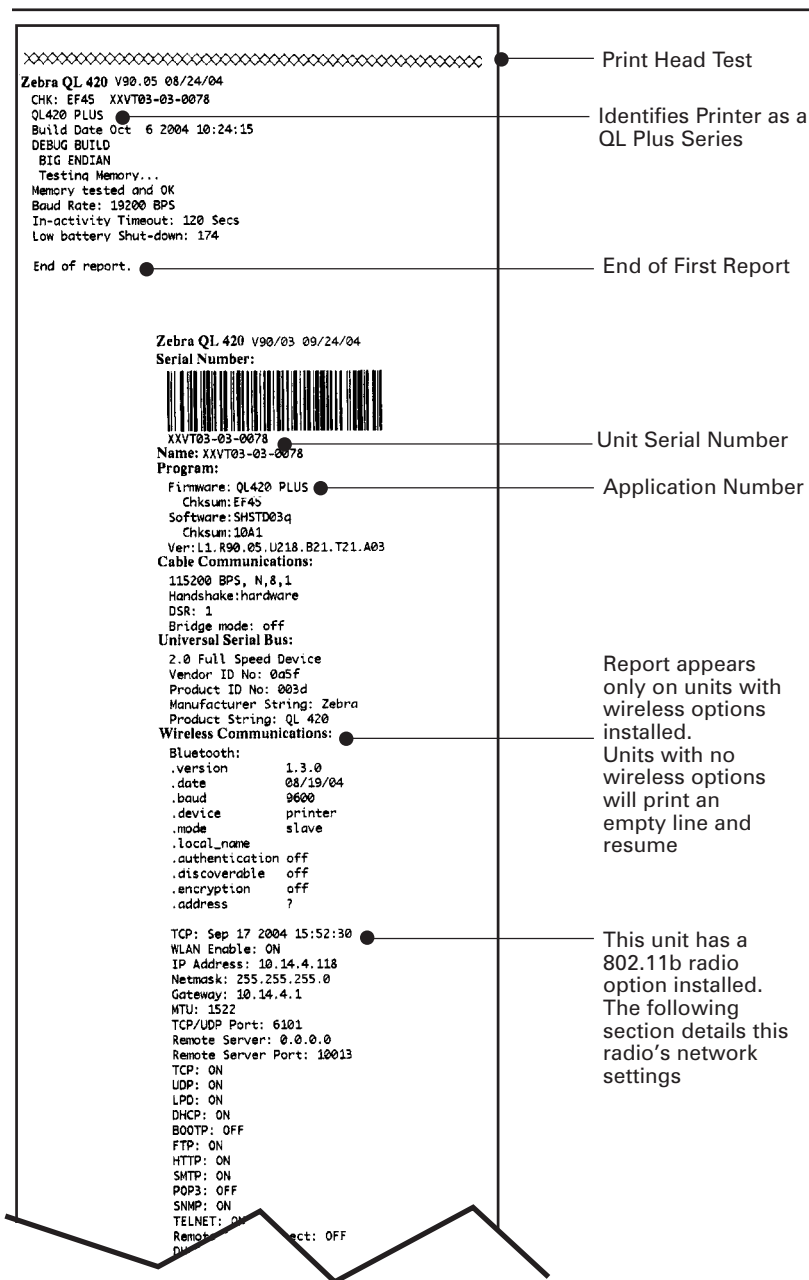 Print Head Test
Zebra QL 420 V90.05 08/24/04
CHK: EF45 XXVT03-03-0078
QL420 PLUS
Identifies Printer as a
QL Plus Series
Build Date Oct 6 2004 10:24:15
DEBUG BUILD
BIG ENDIAN
Testing Memory...
Memory tested and OK
Baud Rate: 19200 BPS
In-activity Timeout: 120 Secs
Low battery Shut-down: 174
End of report.
End of First Report
Zebra QL 420 V90/03 09/24/04
Serial Number:
XXVT03-03-0078
Unit Serial Number
Name: XXVT03-03-0078
Program:
Firmware: QL420 PLUS
Application Number
Chksum:EF45
Software:SHSTD03q
Chksum:10A1
Ver:L1.R90.05.U218.B21.T21.A03
Cable Communications:
115200 BPS, N,8,1
Handshake:hardware
DSR: 1
Bridge mode: off
Universal Serial Bus:
2.0 Full Speed Device
Vendor ID No: 0a5f
Product ID No: 003d
Manufacturer String: Zebra
Product String: QL 420
Wireless Communications:
Report appears
only on units with
wireless options
installed.
Units with no
wireless options
will print an
empty line and
resume
Bluetooth:
.version 1.3.0
.date 08/19/04
.baud 9600
.device printer
.mode slave
.local_name
.authentication off
.discoverable off
.encryption off
.address ?
TCP: Sep 17 2004 15:52:30
This unit has a
802.11b radio
option installed.
The following
section details this
radio's network
settings
WLAN Enable: ON
IP Address: 10.14.4.118
Netmask: 255.255.255.0
Gateway: 10.14.4.1
MTU: 1522
TCP/UDP Port: 6101
Remote Server: 0.0.0.0
Remote Server Port: 10013
TCP: ON
UDP: ON
LPD: ON
DHCP: ON
BOOTP: OFF
FTP: ON
HTTP: ON
SMTP: ON
POP3: OFF
SNMP: ON
TELNET: ON
OFF